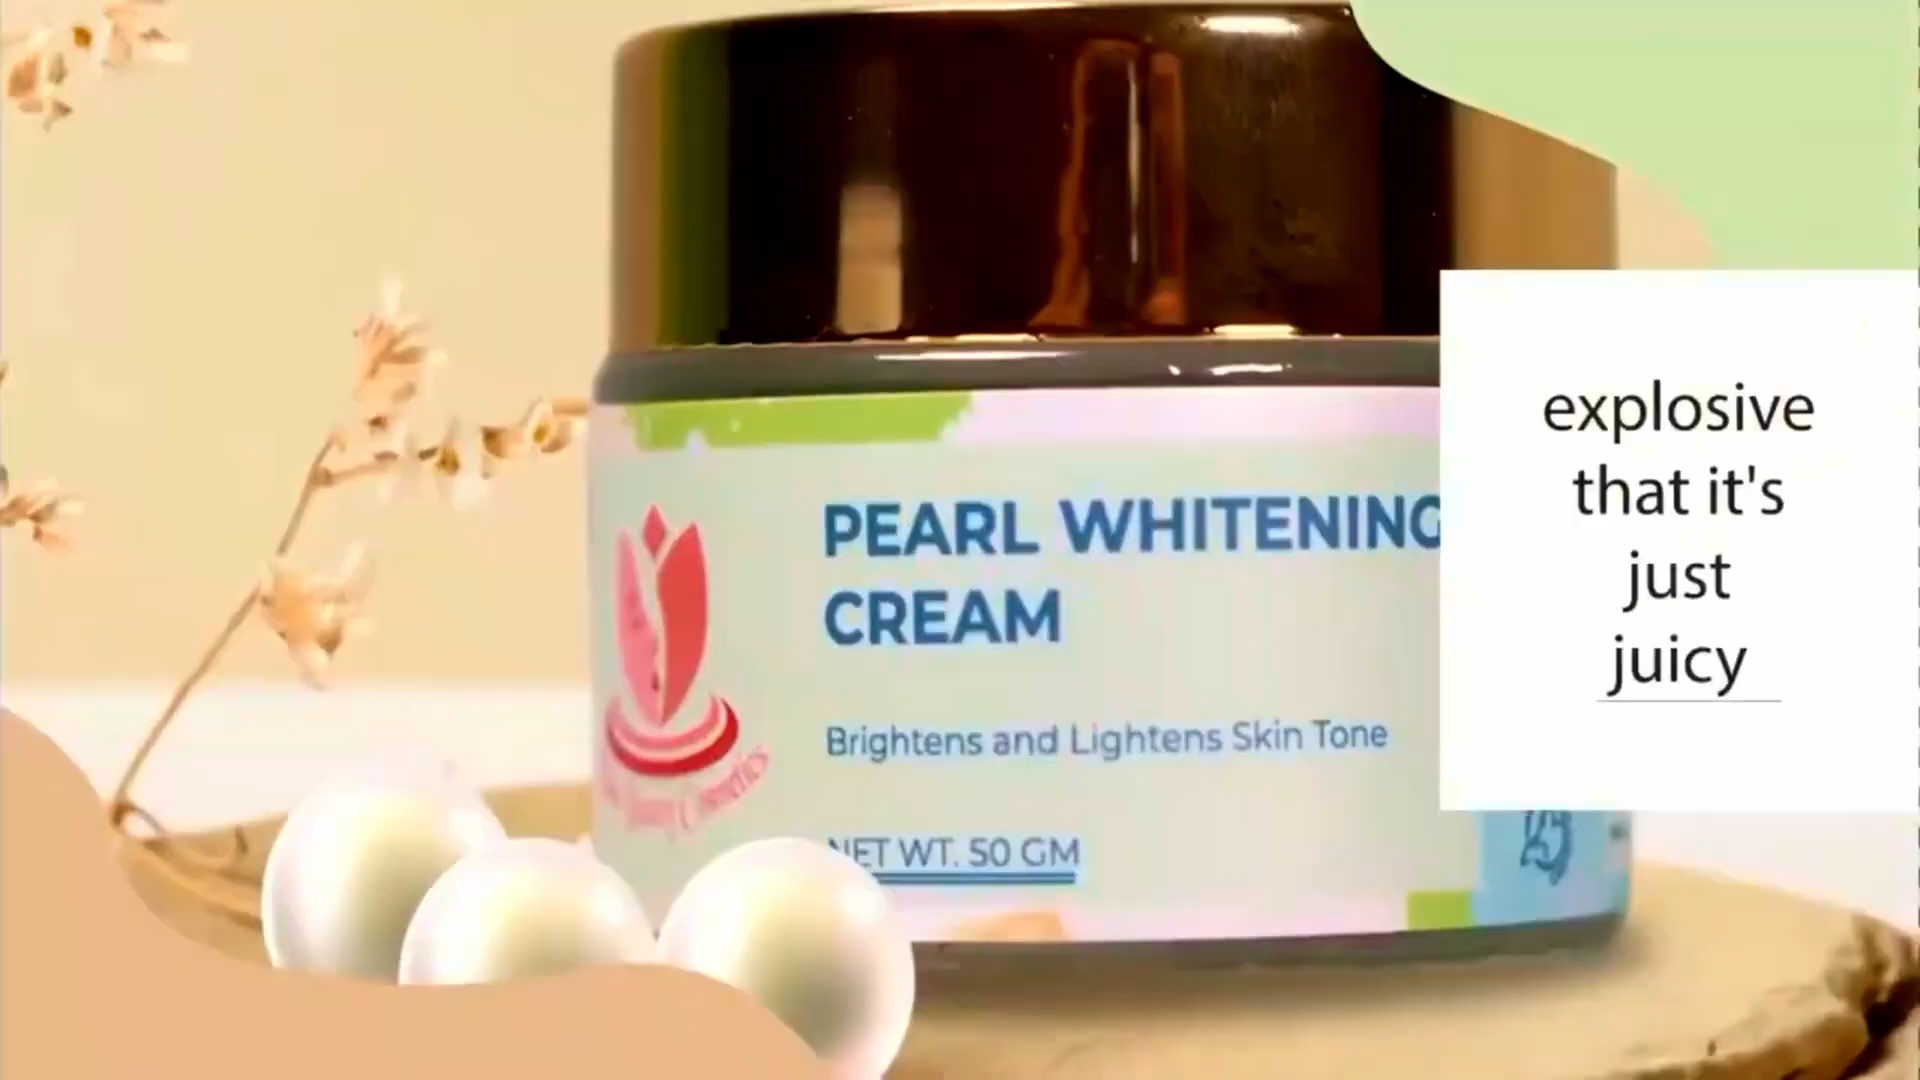 PEARL WHITENING
CREAM
Brightens and Lightens Skin Tone
NET WT. 50 GM
explosive
that it's
just
juicy